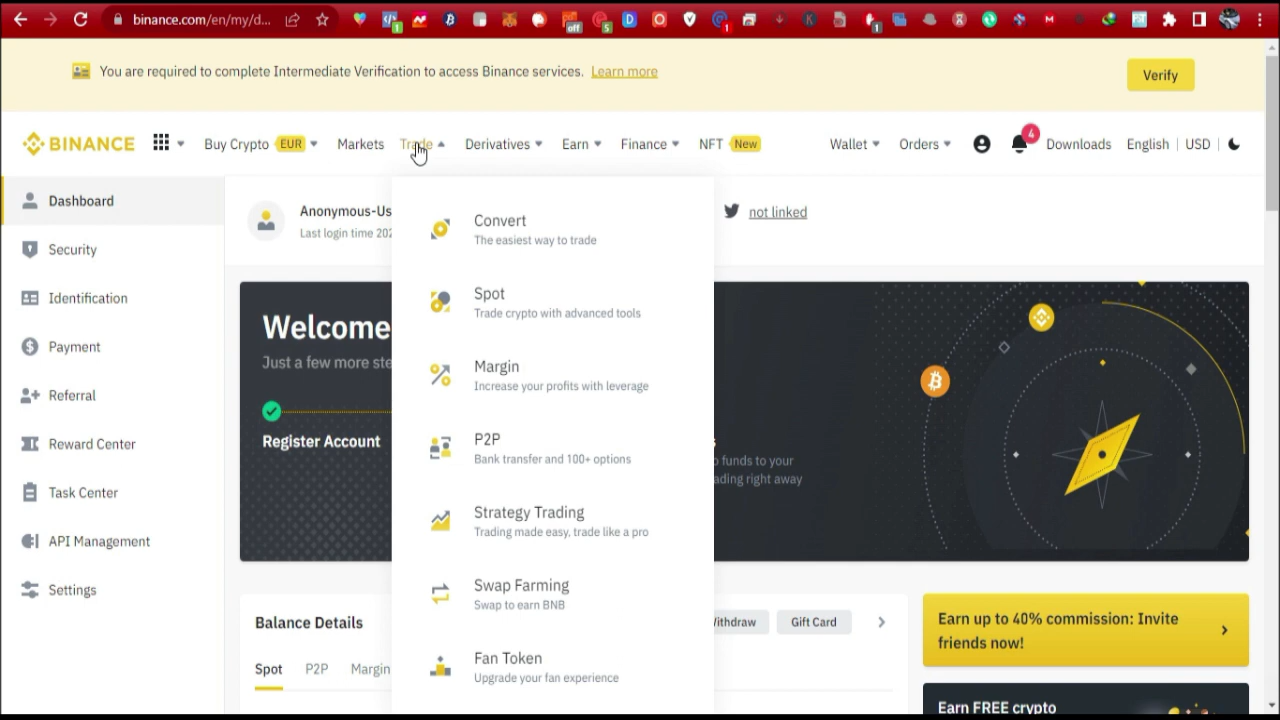 binance.com/en/my/d...
1
off
5
1
1
You are required to complete Intermediate Verification to access Binance services. Learn more
Verify
BINANCE
Buy Crypto EUR
Markets
Trade
Derivatives
Earn
Finance
NFT New
Wallet
Orders
4
Downloads
English | USD |
Dashboard
Security
Identification
Payment
Referral
Reward Center
Task Center
API Management
Settings
Anonymous-Us
Last login time 202
not linked
Convert
The easiest way to trade
Spot
Trade crypto with advanced tools
Margin
Increase your profits with leverage
P2P
Bank transfer and 100+ options
Strategy Trading
Trading made easy, trade like a pro
Swap Farming
Swap to earn BNB
Fan Token
Upgrade your fan experience
Welcome
Just a few more ste
Register Account
s
o funds to your
ading right away
Balance Details
Withdraw
Gift Card
Spot
P2P
Margin
Earn up to 40% commission: Invite
friends now!
Earn FREE crypto